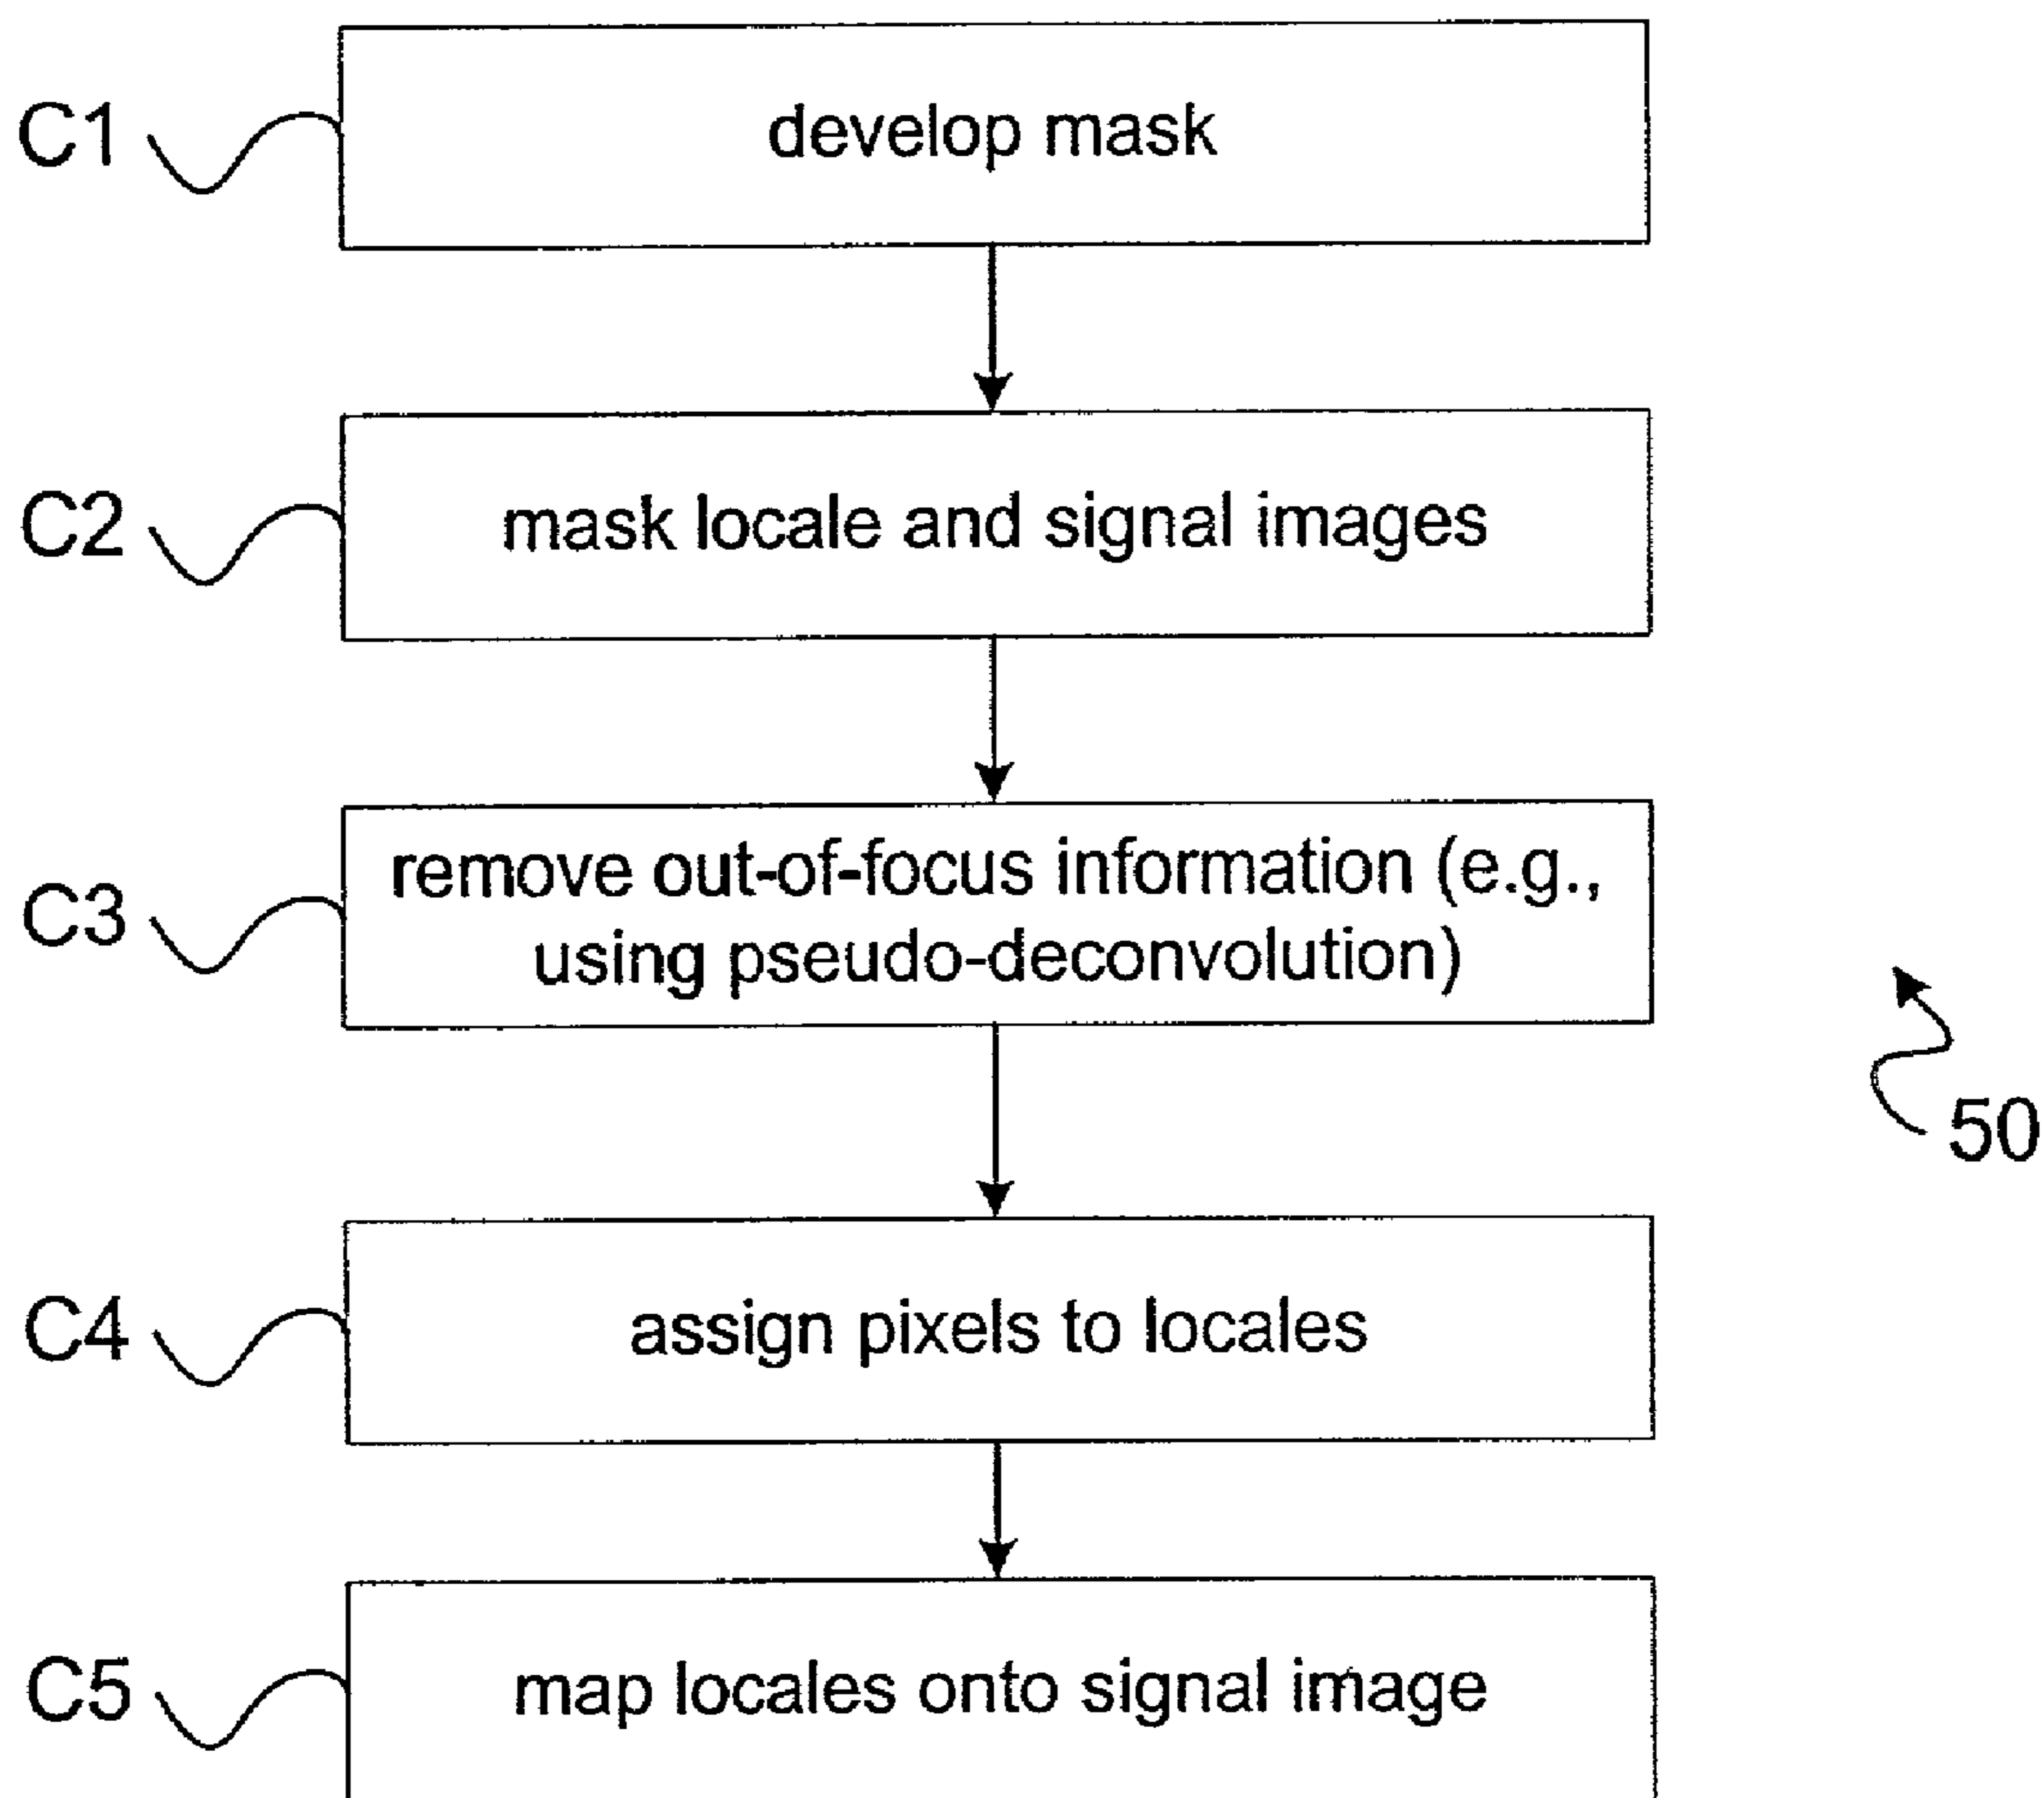 C1
develop mask
C2
mask locale and signal images
C3
remove out-of-focus information (e.g.,
using pseudo-deconvolution)
50
C4
assign pixels to locales
C5
map locales onto signal image